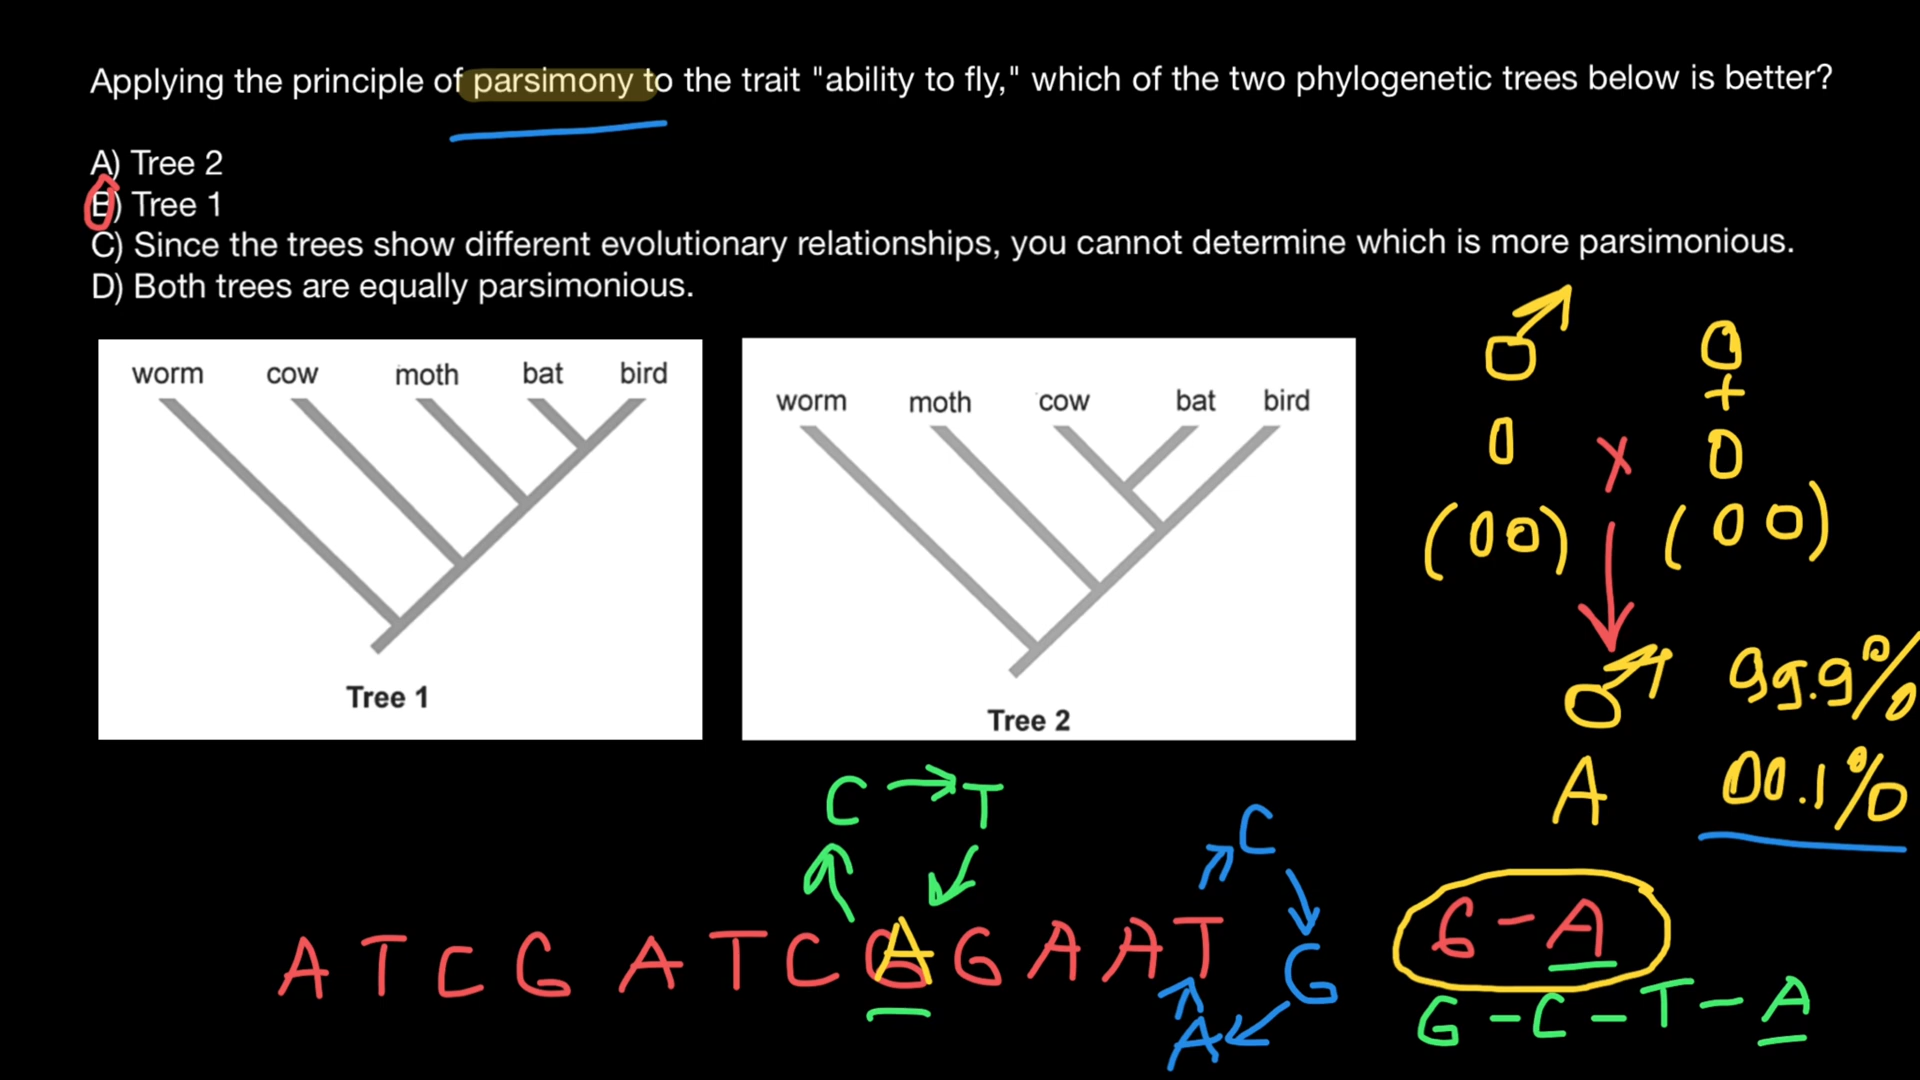 Applying the principle of parsimony to the trait "ability to fly," which of the two phylogenetic trees below is better?
A) Tree 2
B) Tree 1
C) Since the trees show different evolutionary relationships, you cannot determine which is more parsimonious.
D) Both trees are equally parsimonious.
worm cow moth bat bird
Tree 1
worm moth cow bat bird
Tree 2
♂ ♀
0 x 0
(00) (00)
♂ 99.9%
A 00.1%
C → T
C
A T C G A T C A G A A T
G
A
G - A
G - C - T - A